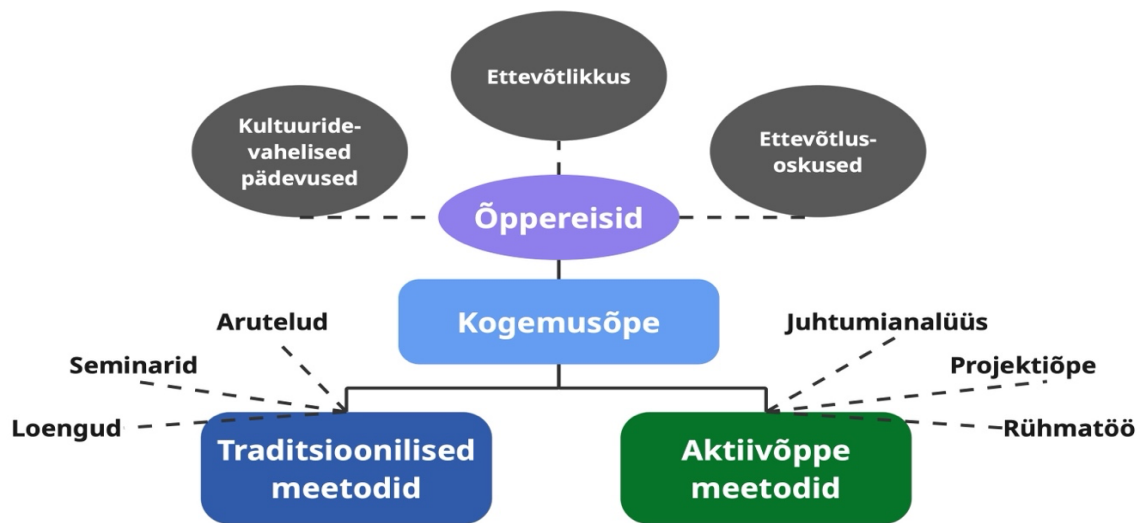 Ettevõtlikkus
Kultuuride-
vahelised
pädevused
Ettevõtlus-
oskused
Õppereisid
Kogemusõpe
Arutelud
Seminarid
Loengud
Juhtumianalüüs
Projektiõpe
Rühmatöö
Traditsioonilised
meetodid
Aktiivõppe
meetodid